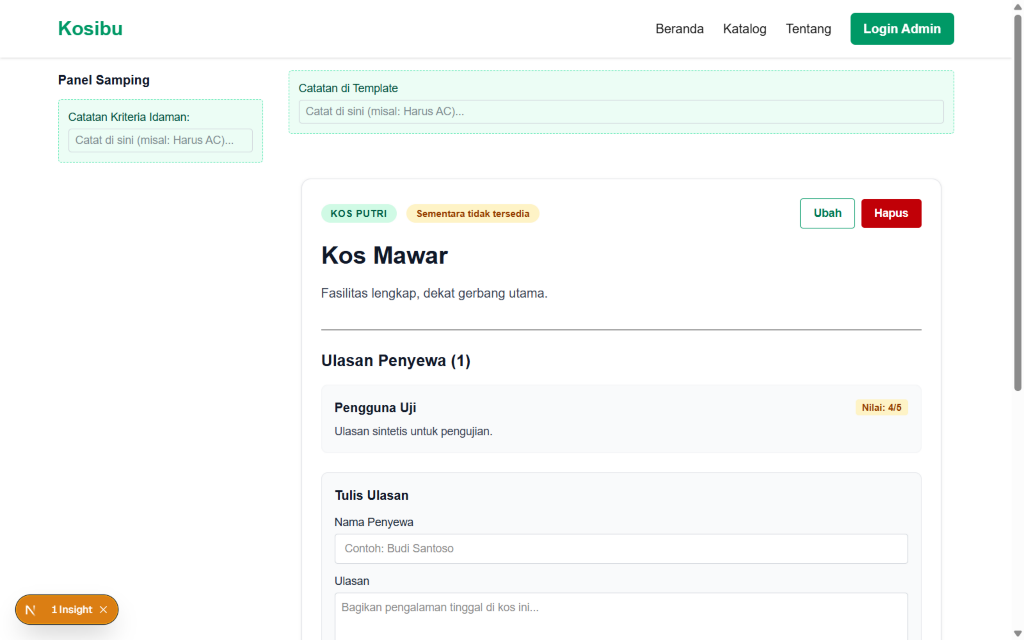 Kosibu
Beranda Katalog Tentang Login Admin
Panel Samping
Catatan Kriteria Idaman:
Catat di sini (misal: Harus AC)...
Catatan di Template
Catat di sini (misal: Harus AC)...
KOS PUTRI Sementara tidak tersedia Ubah Hapus
Kos Mawar
Fasilitas lengkap, dekat gerbang utama.
Ulasan Penyewa (1)
Pengguna Uji Nilai: 4/5
Ulasan sintetis untuk pengujian.
Tulis Ulasan
Nama Penyewa
Contoh: Budi Santoso
Ulasan
Bagikan pengalaman tinggal di kos ini...
N 1 Insight ×